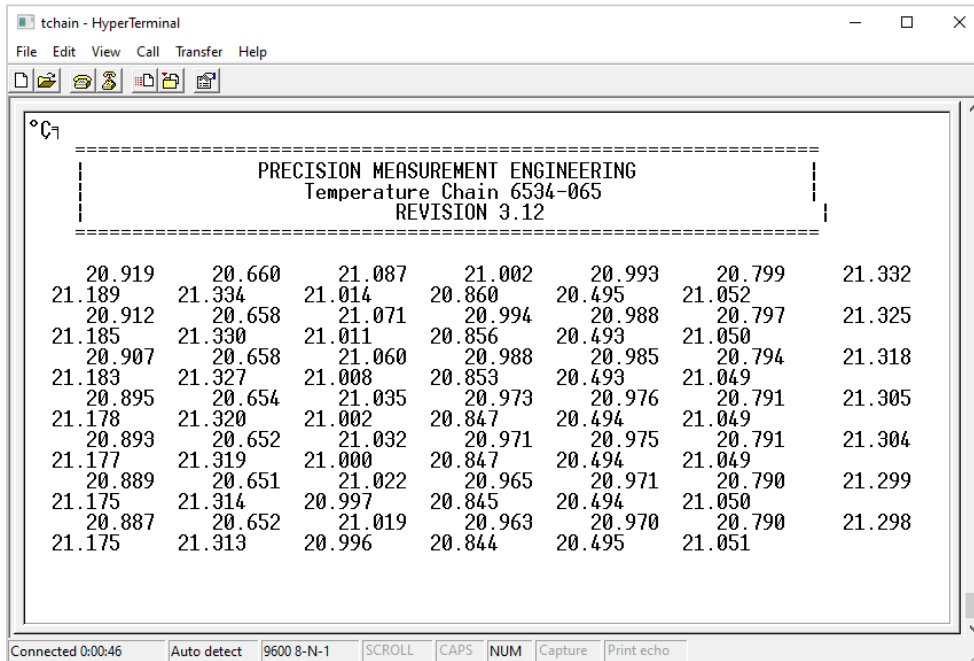 tchain - HyperTerminal
File Edit View Call Transfer Help
°C╕
=================================================================
| PRECISION MEASUREMENT ENGINEERING |
| Temperature Chain 6534-065 |
| REVISION 3.12 |
=================================================================
20.919 20.660 21.087 21.002 20.993 20.799 21.332
21.189 21.334 21.014 20.860 20.495 21.052
20.912 20.658 21.071 20.994 20.988 20.797 21.325
21.185 21.330 21.011 20.856 20.493 21.050
20.907 20.658 21.060 20.988 20.985 20.794 21.318
21.183 21.327 21.008 20.853 20.493 21.049
20.895 20.654 21.035 20.973 20.976 20.791 21.305
21.178 21.320 21.002 20.847 20.494 21.049
20.893 20.652 21.032 20.971 20.975 20.791 21.304
21.177 21.319 21.000 20.847 20.494 21.049
20.889 20.651 21.022 20.965 20.971 20.790 21.299
21.175 21.314 20.997 20.845 20.494 21.050
20.887 20.652 21.019 20.963 20.970 20.790 21.298
21.175 21.313 20.996 20.844 20.495 21.051
Connected 0:00:46 Auto detect 9600 8-N-1 SCROLL CAPS NUM Capture Print echo